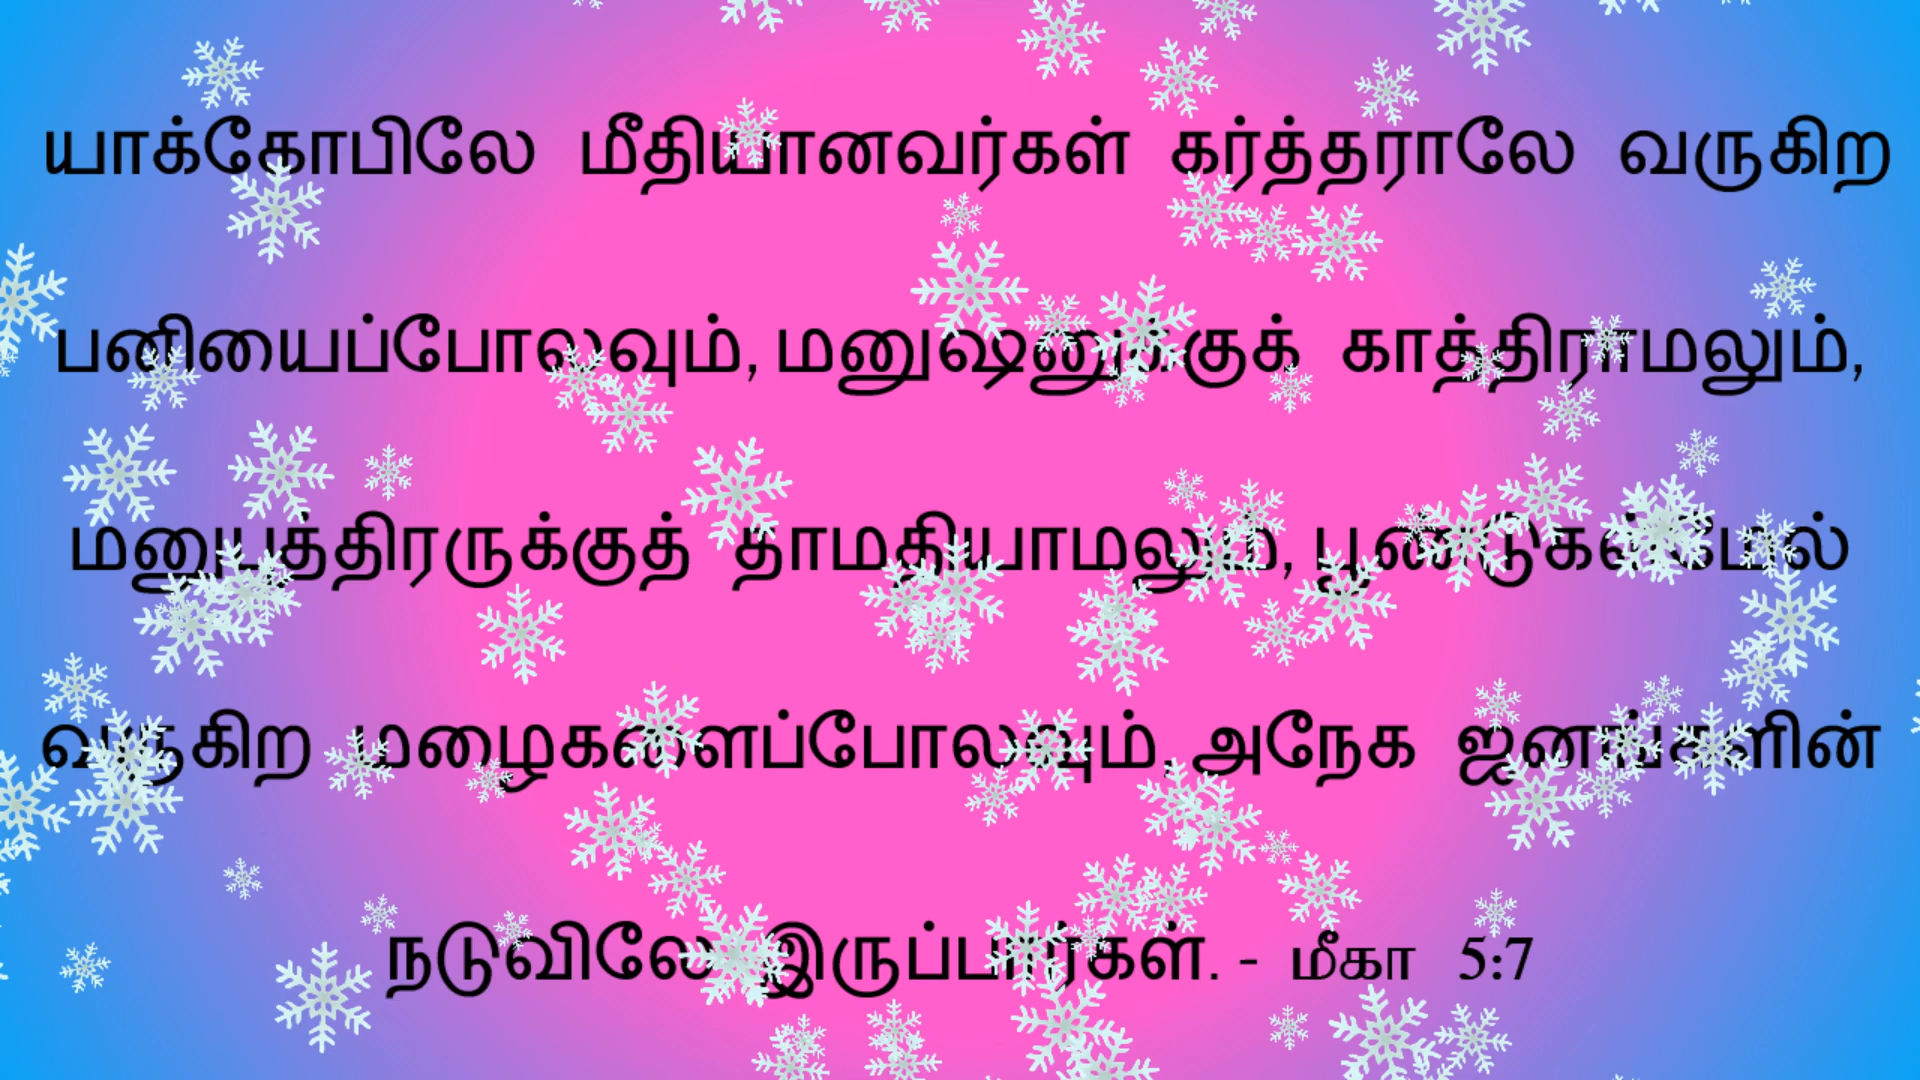 யாக்கோபிலே மீதியானவர்கள் கர்த்தராலே வருகிற
பனியைப்போலவும், மனுஷனுக்குக் காத்திராமலும்,
மனுபுத்திரருக்குத் தாமதியாமலும், பூண்டுகள்மேல்
வருகிற மழைகளைப்போலவும், அநேக ஜனங்களின்
நடுவிலே இருப்பார்கள். - மீகா 5:7